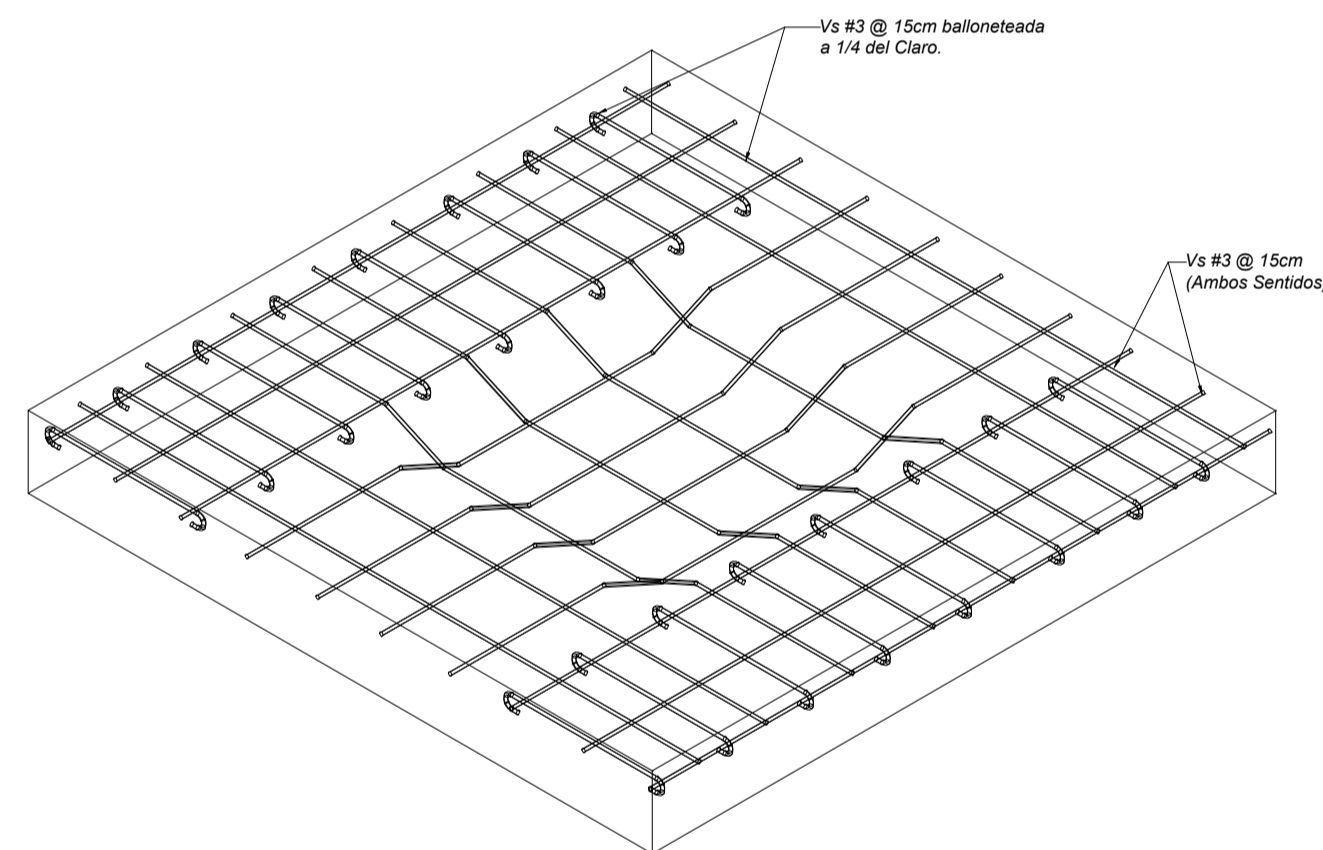 Vs #3 @ 15cm balloneteada
a 1/4 del Claro.
Vs #3 @ 15cm
(Ambos Sentidos